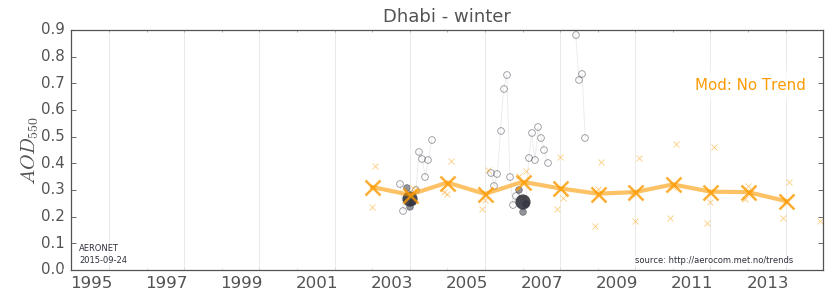 Dhabi - winter
0.9
0.8
0.7
0.6
0.5
0.4
0.3
0.2
0.1
0.0
AOD550
Mod: No Trend
AERONET
2015-09-24
source: http://aerocom.met.no/trends
1995 1997 1999 2001 2003 2005 2007 2009 2011 2013